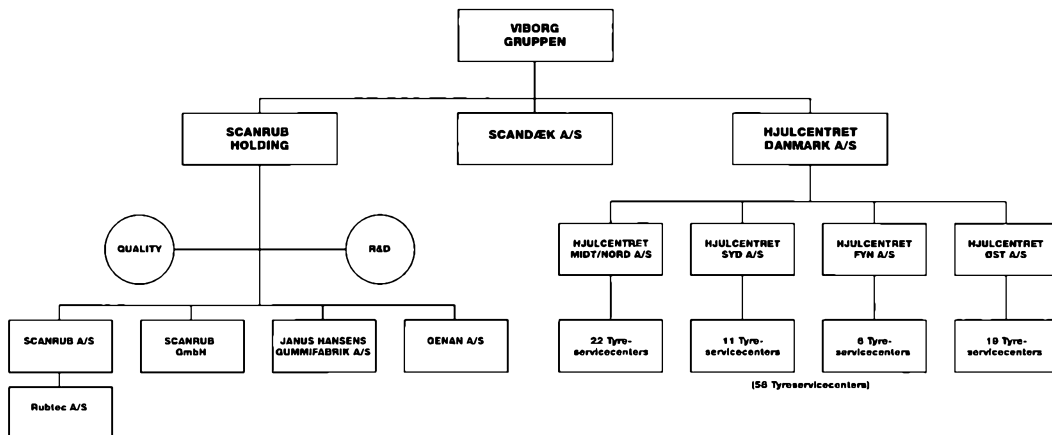 VIBORG
GRUPPEN
SCANRUB
HOLDING
SCANDÆK A/S
HJULCENTRET
DANMARK A/S
QUALITY
R&D
HJULCENTRET
MIDT/NORD A/S
HJULCENTRET
SYD A/S
HJULCENTRET
FYN A/S
HJULCENTRET
ØST A/S
SCANRUB A/S
SCANRUB
GmbH
JANUS HANSENS
GUMMIFABRIK A/S
GENAN A/S
22 Tyre-
servicecenters
11 Tyre-
servicecenters
6 Tyre-
servicecenters
19 Tyre-
servicecenters
(58 Tyreservicecenters)
Rubtec A/S